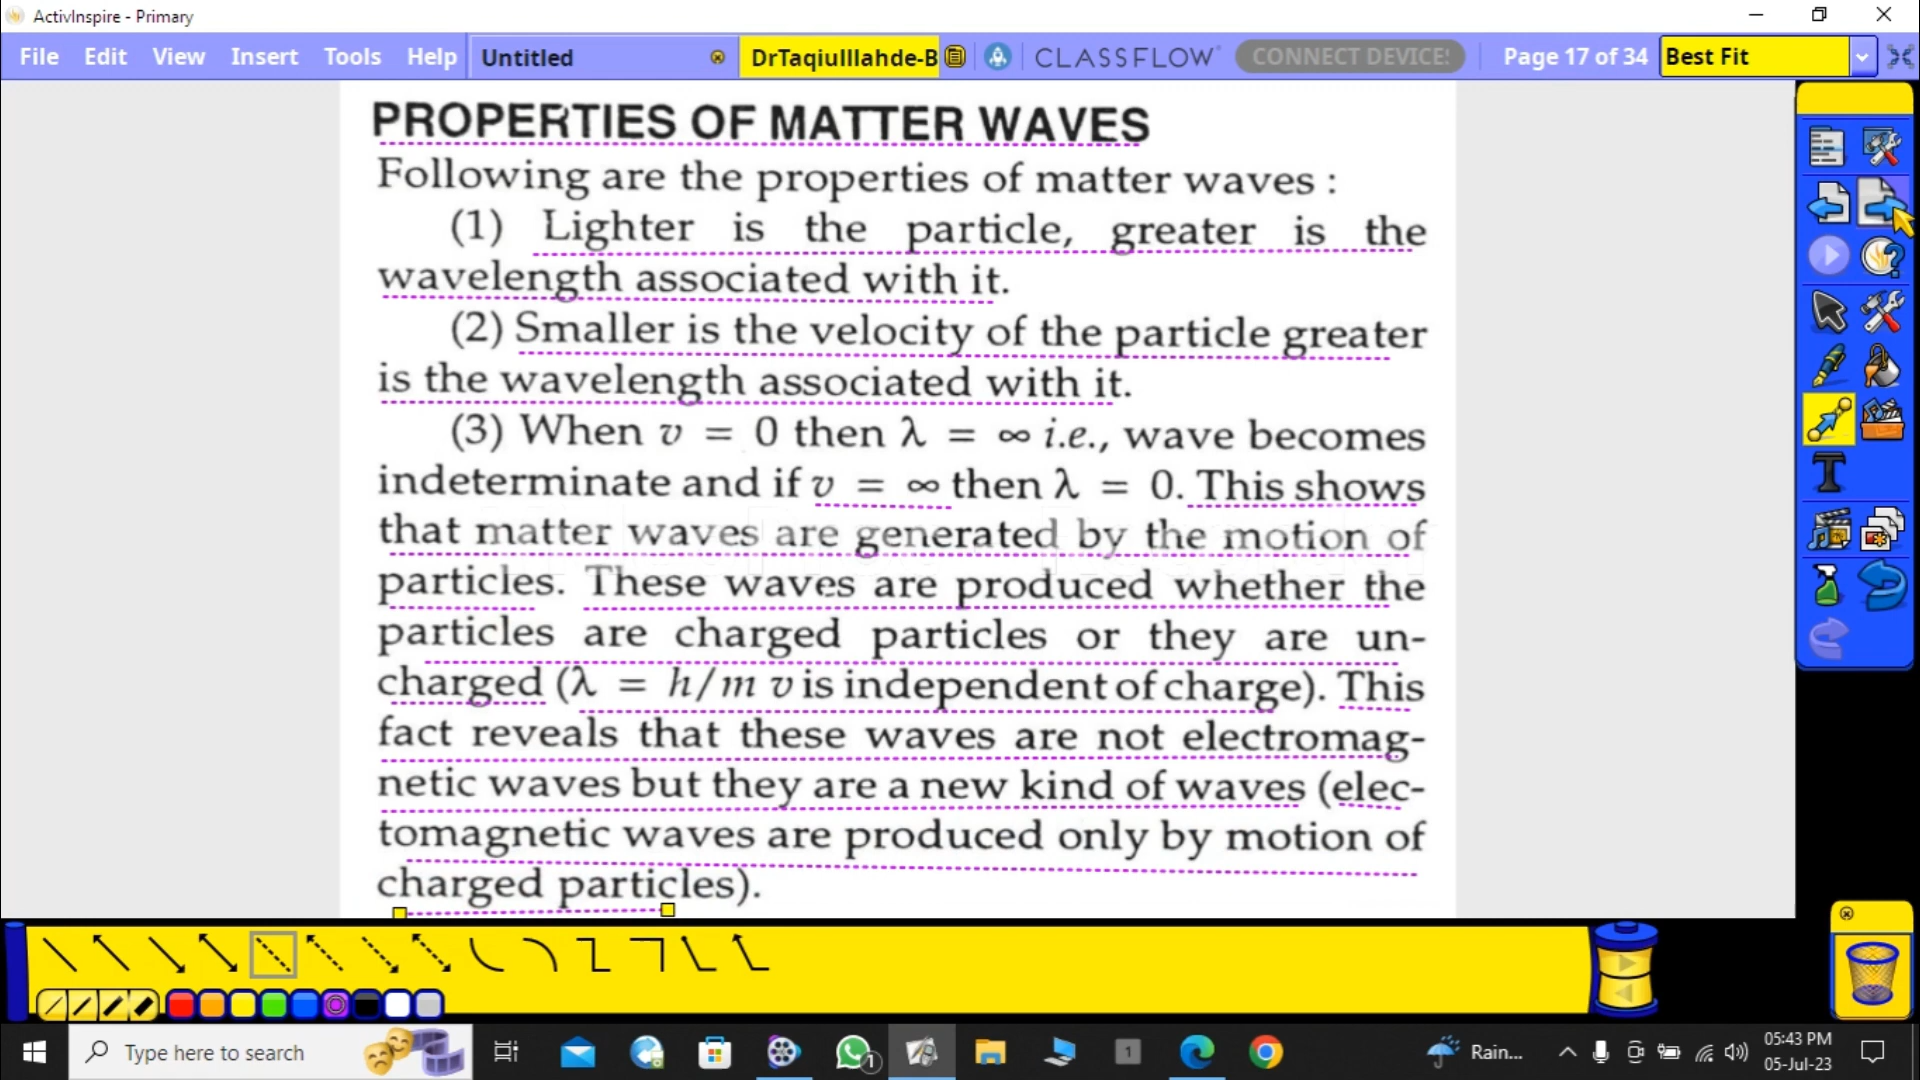 ActivInspire - Primary
File Edit View Insert Tools Help Untitled DrTaqiulllahde-B CLASSFLOW CONNECT DEVICE! Page 17 of 34 Best Fit
PROPERTIES OF MATTER WAVES
Following are the properties of matter waves :
(1) Lighter is the particle, greater is the
wavelength associated with it.
(2) Smaller is the velocity of the particle greater
is the wavelength associated with it.
(3) When v = 0 then λ = ∞ i.e., wave becomes
indeterminate and if v = ∞ then λ = 0. This shows
that matter waves are generated by the motion of
particles. These waves are produced whether the
particles are charged particles or they are un-
charged (λ = h/m v is independent of charge). This
fact reveals that these waves are not electromag-
netic waves but they are a new kind of waves (elec-
tomagnetic waves are produced only by motion of
charged particles).
Type here to search 1 1 Rain... 05:43 PM
05-Jul-23